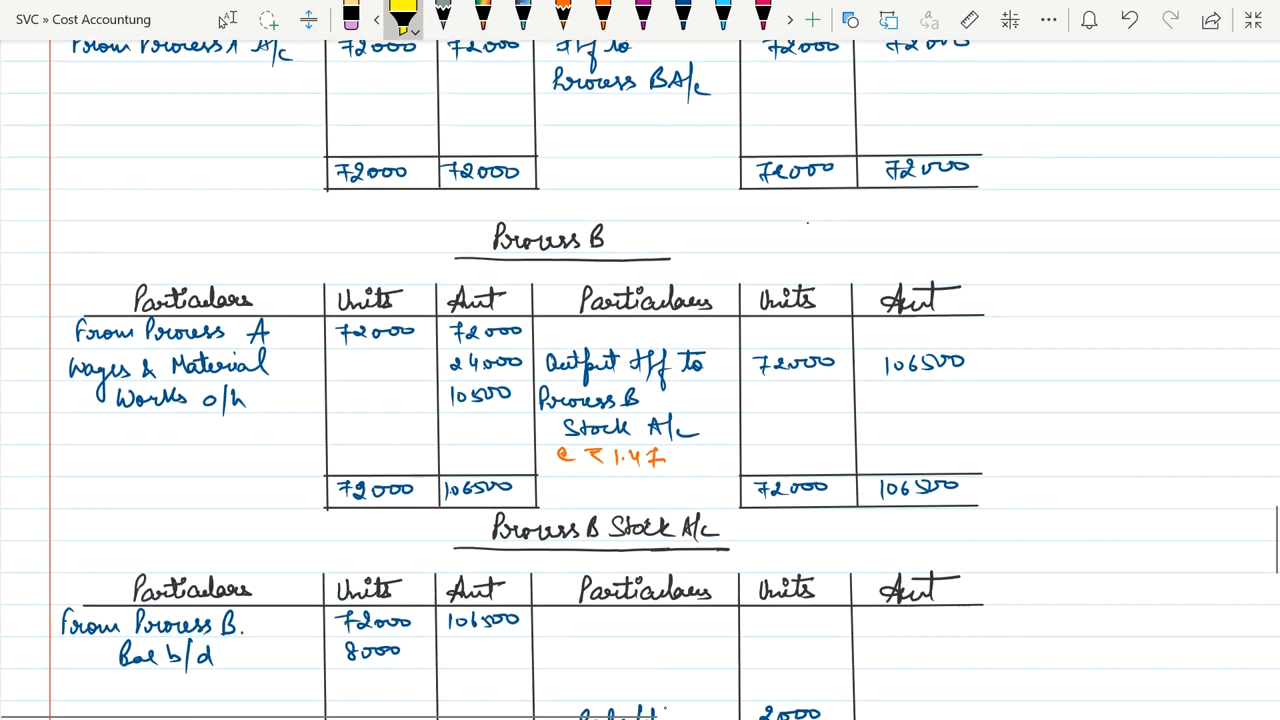 SVC » Cost Accountung
From Process A A/c 72000 72000 Tff to 72000 72000
Process B A/c
72000 72000 72000 72000
Process B
Particulars Units Amt Particulars Units Amt
From Process A 72000 72000
Wages & Material 24000 Output tff to 72000 106500
Works o/h 10500 Process B
Stock A/c
@ ₹ 1.47
72000 106500 72000 106500
Process B Stock A/c
Particulars Units Amt Particulars Units Amt
From Process B. 72000 106500
Bal b/d 8000
2000